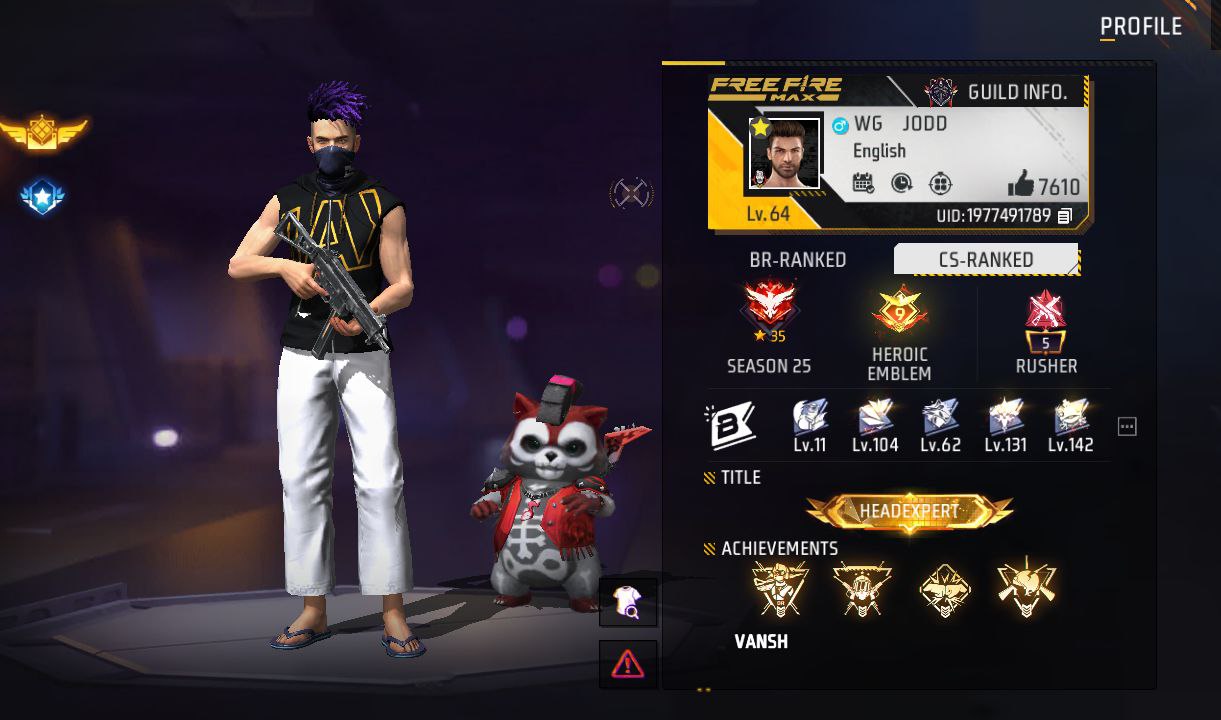 PROFILE
FREE FIRE
MAX
GUILD INFO.
WG JODD
English
7610
Lv. 64
UID:1977491789
BR-RANKED
CS-RANKED
35
9
5
SEASON 25
HEROIC
EMBLEM
RUSHER
B
Lv.11 Lv.104 Lv.62 Lv.131 Lv.142
TITLE
HEADEXPERT
ACHIEVEMENTS
VANSH